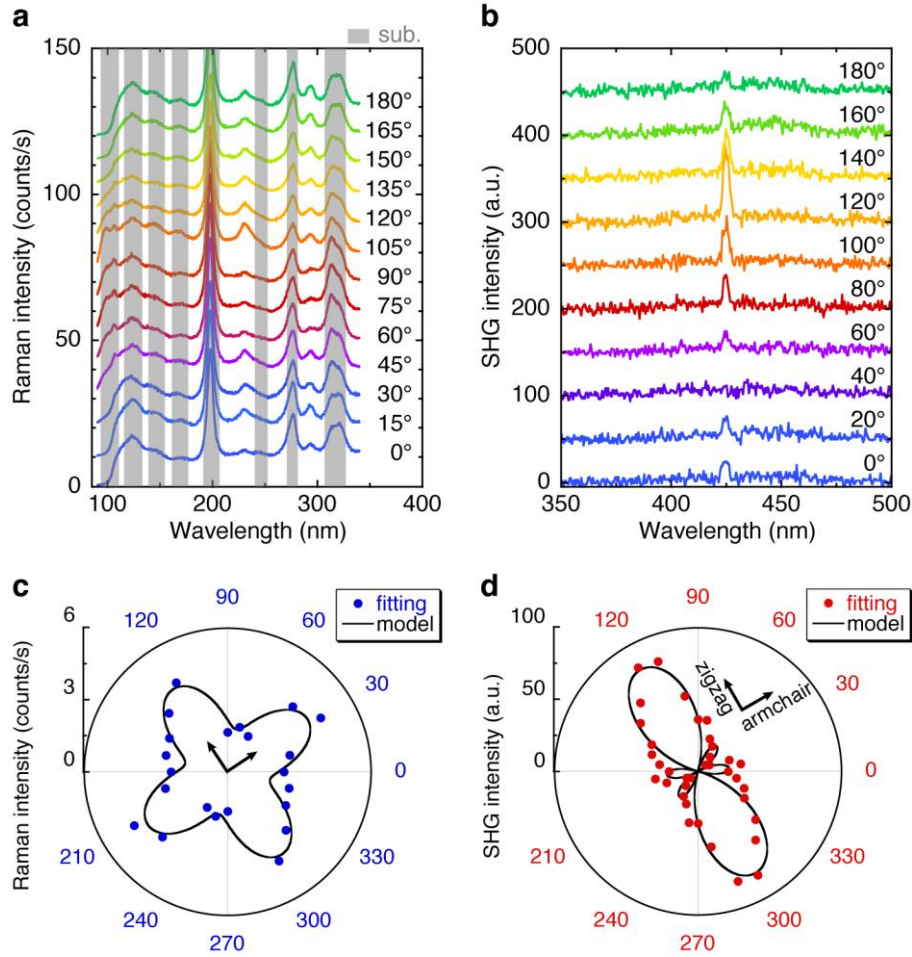 a
sub.
Raman intensity (counts/s)
150
100
50
0
180°
165°
150°
135°
120°
105°
90°
75°
60°
45°
30°
15°
0°
100 200 300 400
Wavelength (nm)
b
SHG intensity (a.u.)
500
400
300
200
100
0
180°
160°
140°
120°
100°
80°
60°
40°
20°
0°
350 400 450 500
Wavelength (nm)
c
fitting
model
Raman intensity (counts/s)
6
3
0
90
120 60
30
0
210 330
240 300
270
d
fitting
model
SHG intensity (a.u.)
100
50
0
90
120 60
zigzag
armchair
30
0
210 330
240 300
270